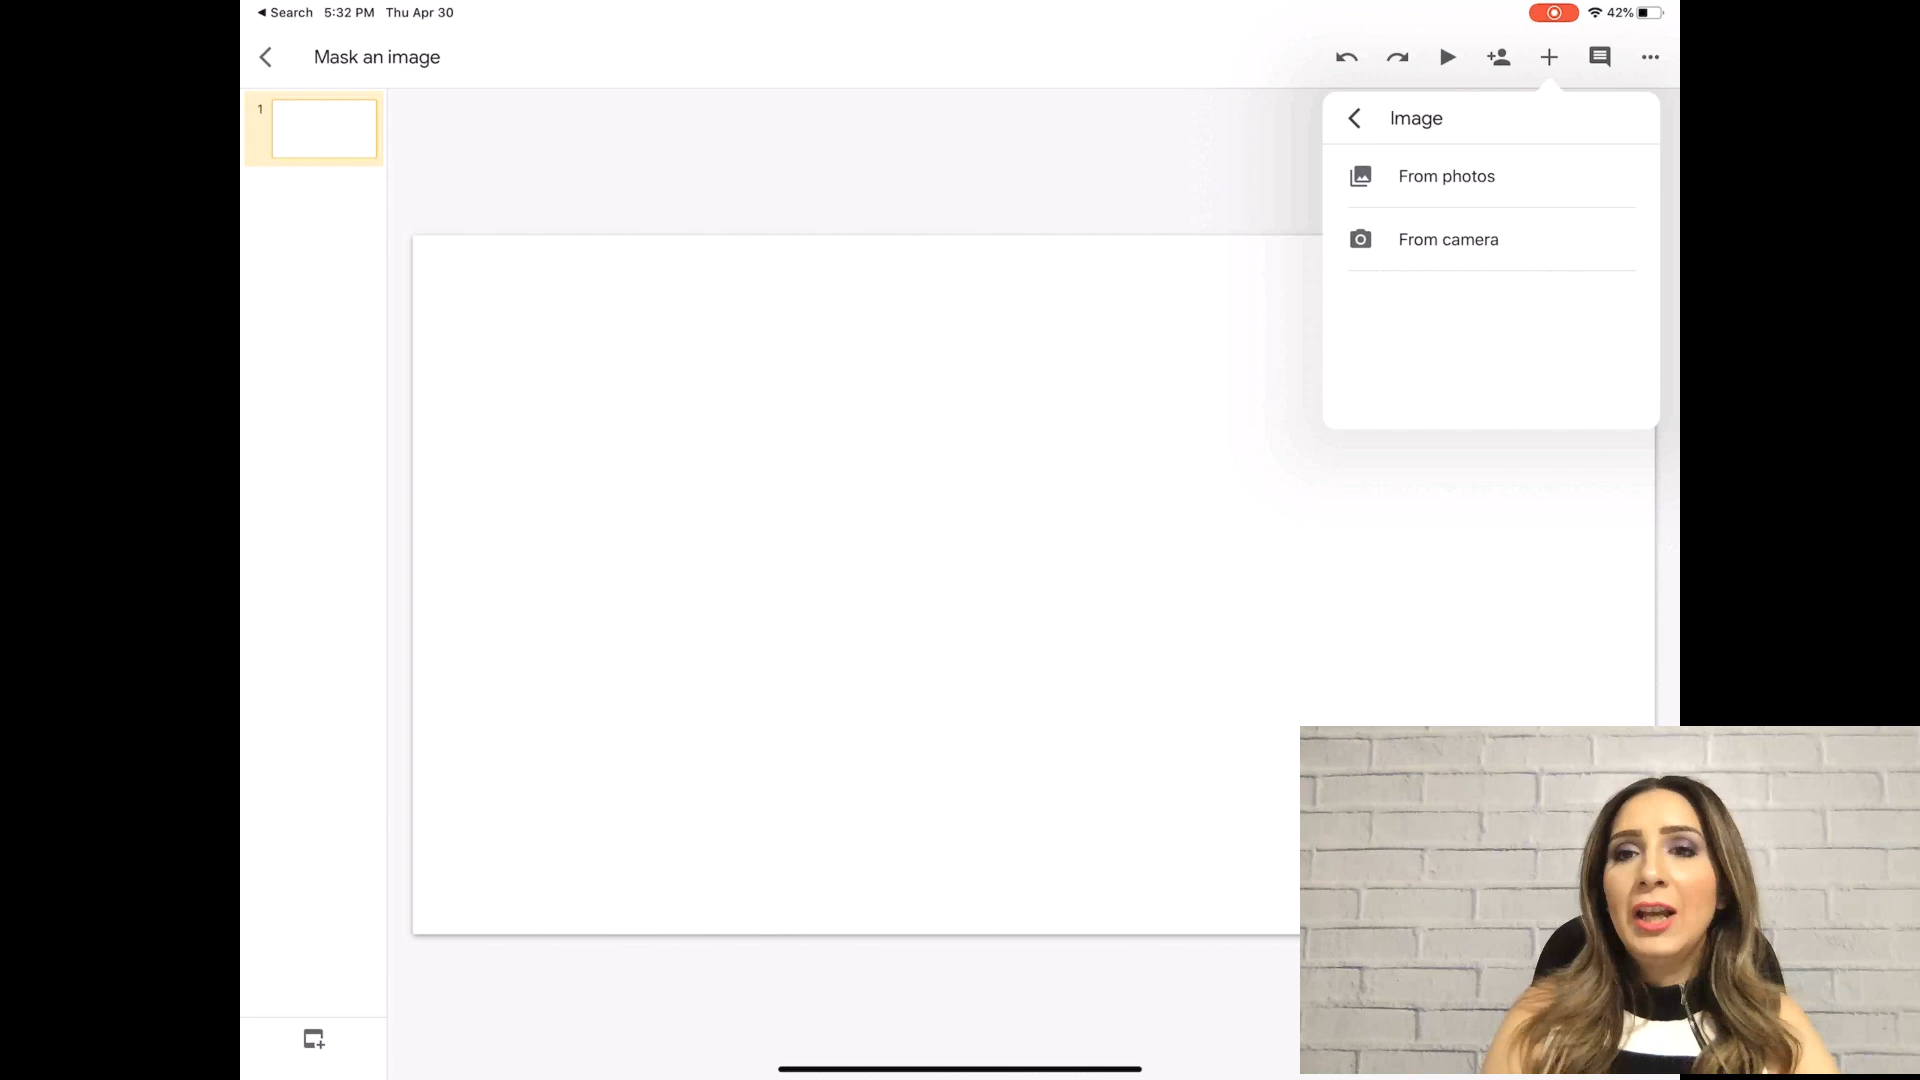 Search 5:32 PM Thu Apr 30 42%
Mask an image
1
Image
From photos
From camera